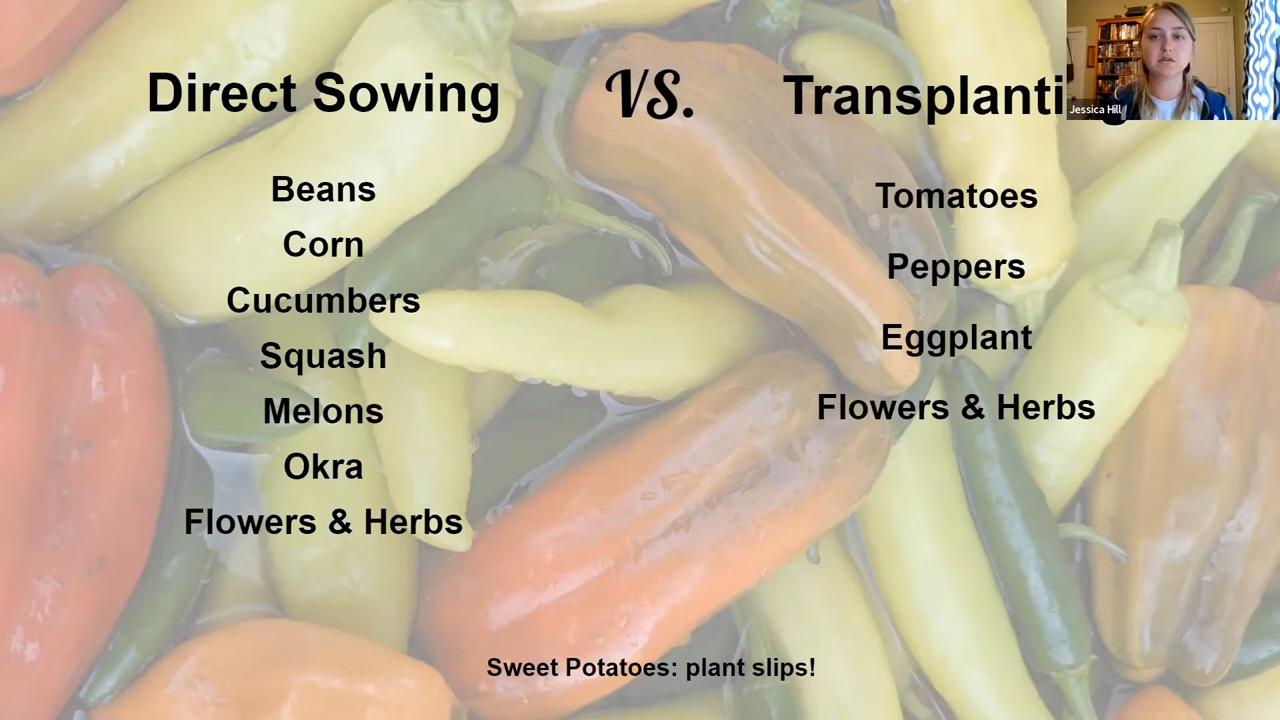 Direct Sowing
VS.
Transplanti
Jessica Hill
Beans
Corn
Cucumbers
Squash
Melons
Okra
Flowers & Herbs
Tomatoes
Peppers
Eggplant
Flowers & Herbs
Sweet Potatoes: plant slips!